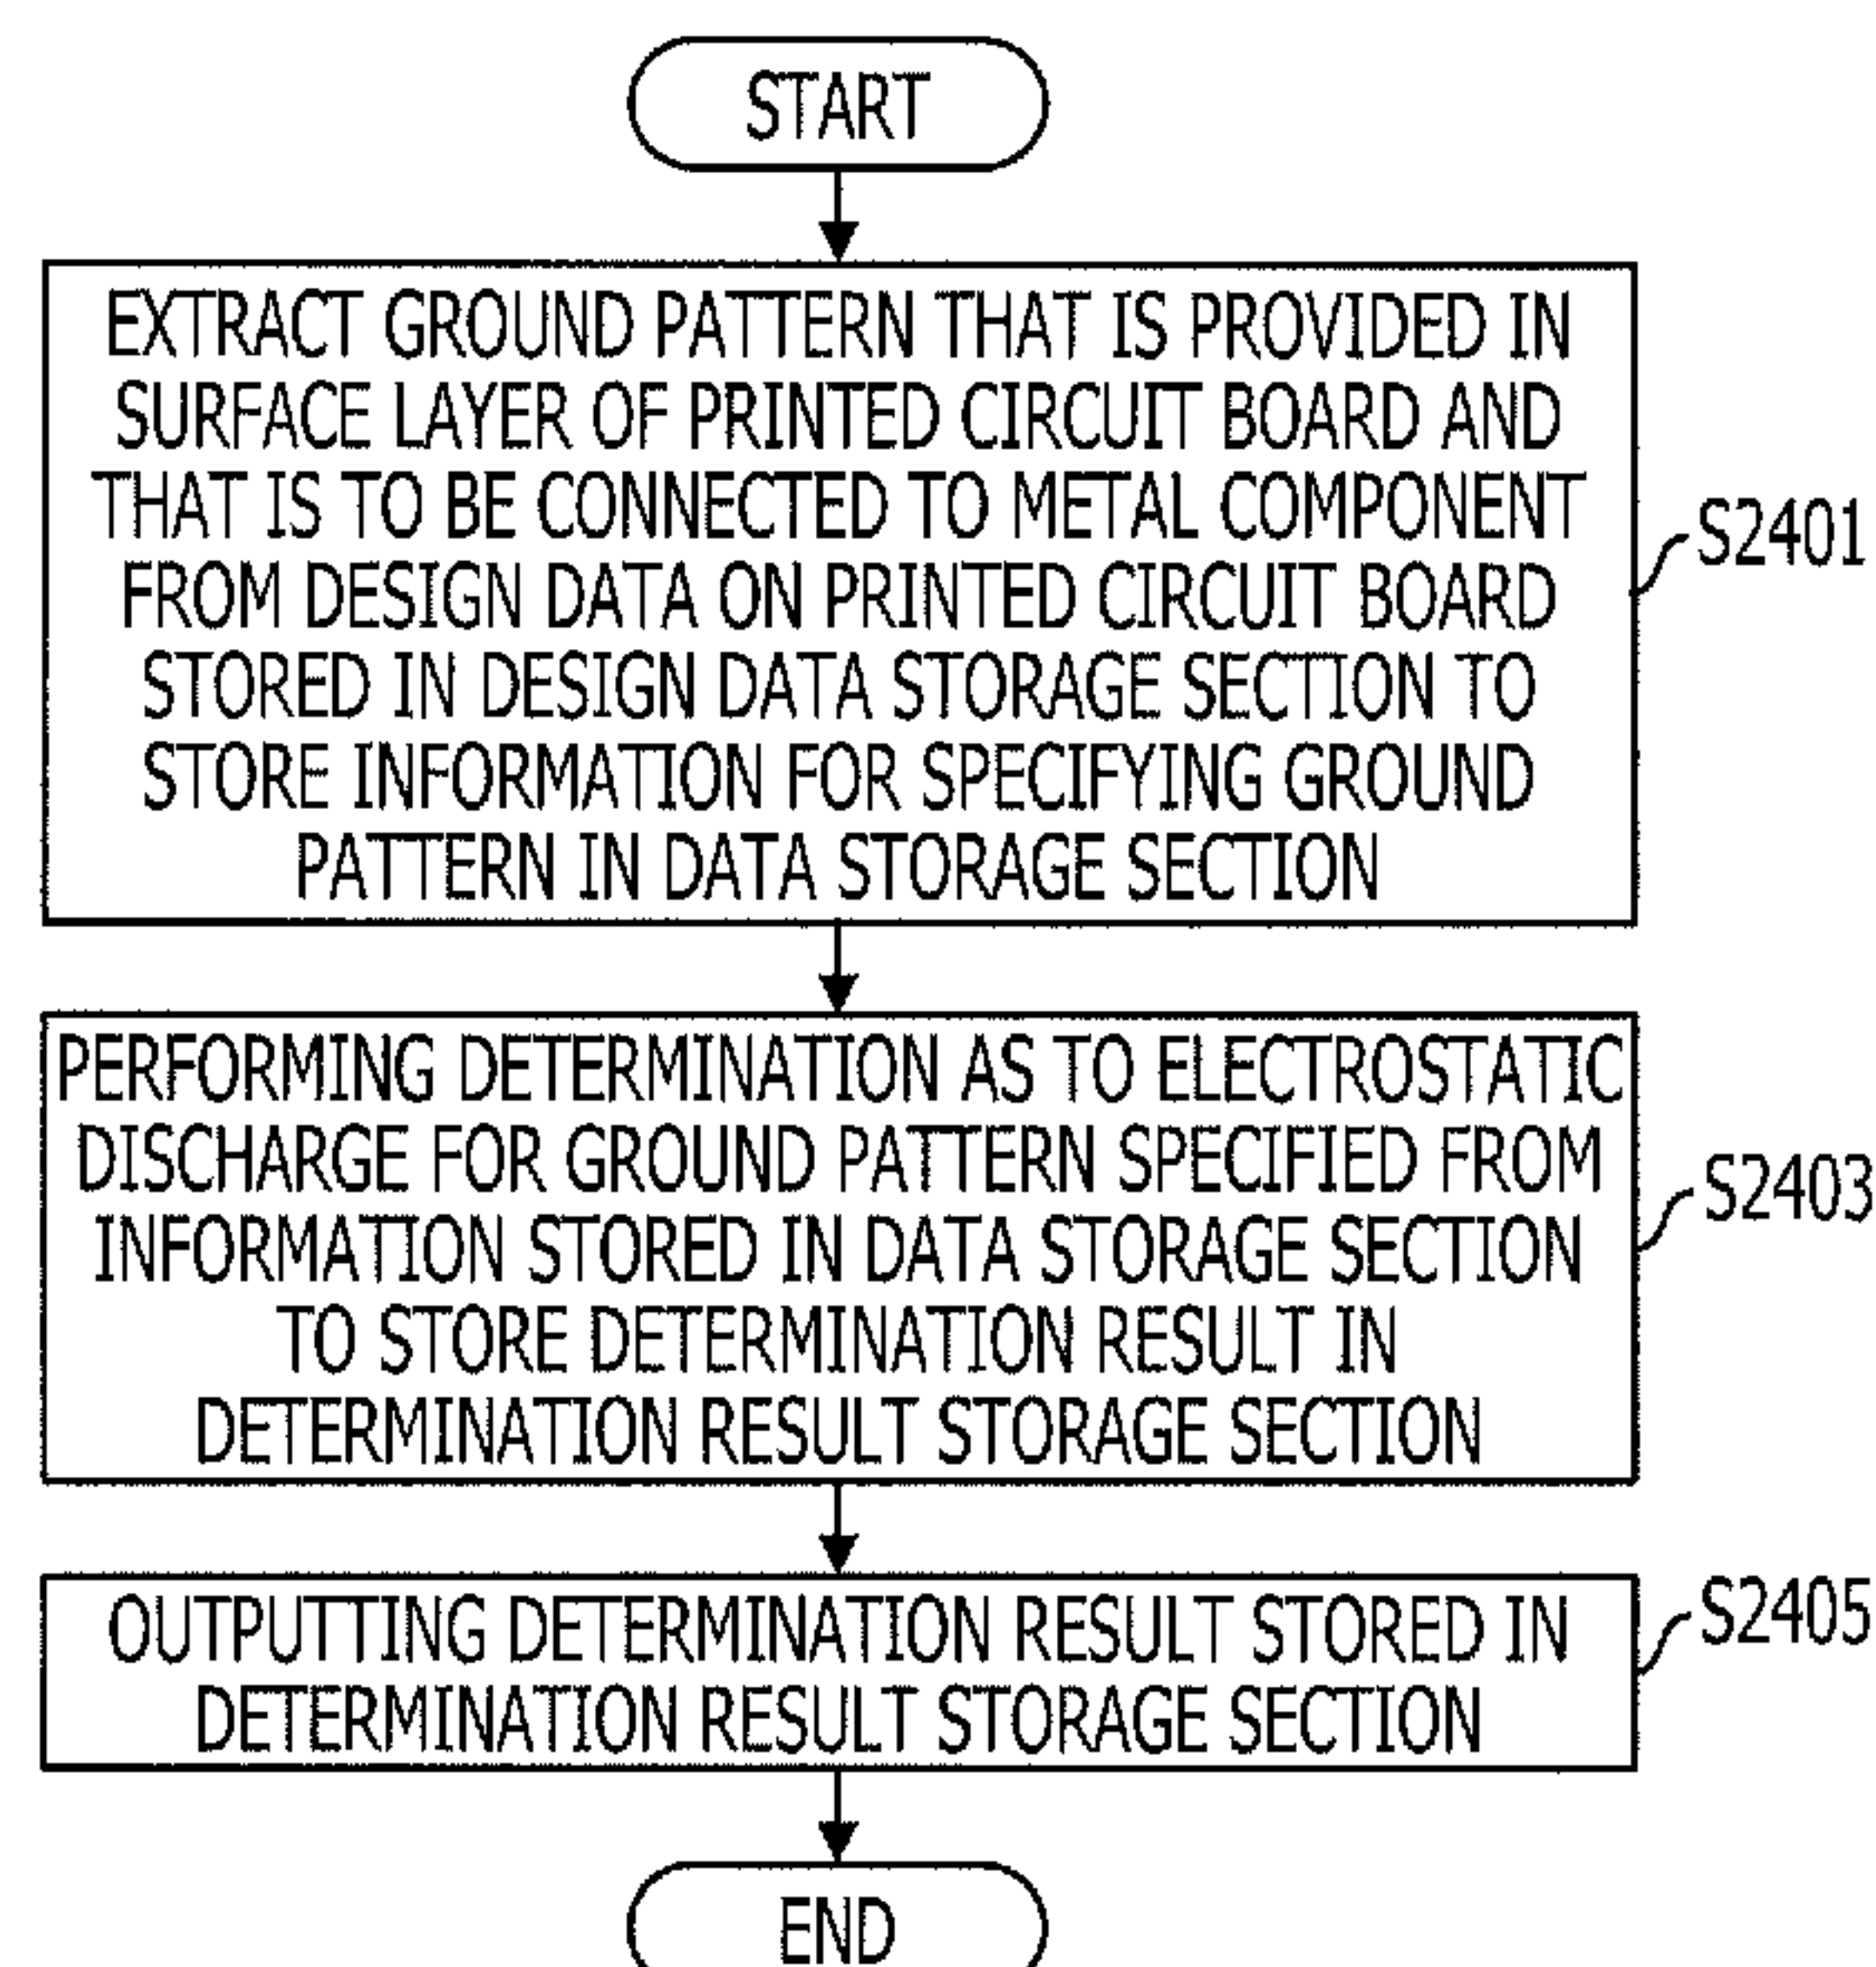 START
EXTRACT GROUND PATTERN THAT IS PROVIDED IN
SURFACE LAYER OF PRINTED CIRCUIT BOARD AND
THAT IS TO BE CONNECTED TO METAL COMPONENT
FROM DESIGN DATA ON PRINTED CIRCUIT BOARD
STORED IN DESIGN DATA STORAGE SECTION TO
STORE INFORMATION FOR SPECIFYING GROUND
PATTERN IN DATA STORAGE SECTION
S2401
PERFORMING DETERMINATION AS TO ELECTROSTATIC
DISCHARGE FOR GROUND PATTERN SPECIFIED FROM
INFORMATION STORED IN DATA STORAGE SECTION
TO STORE DETERMINATION RESULT IN
DETERMINATION RESULT STORAGE SECTION
S2403
OUTPUTTING DETERMINATION RESULT STORED IN
DETERMINATION RESULT STORAGE SECTION
S2405
END